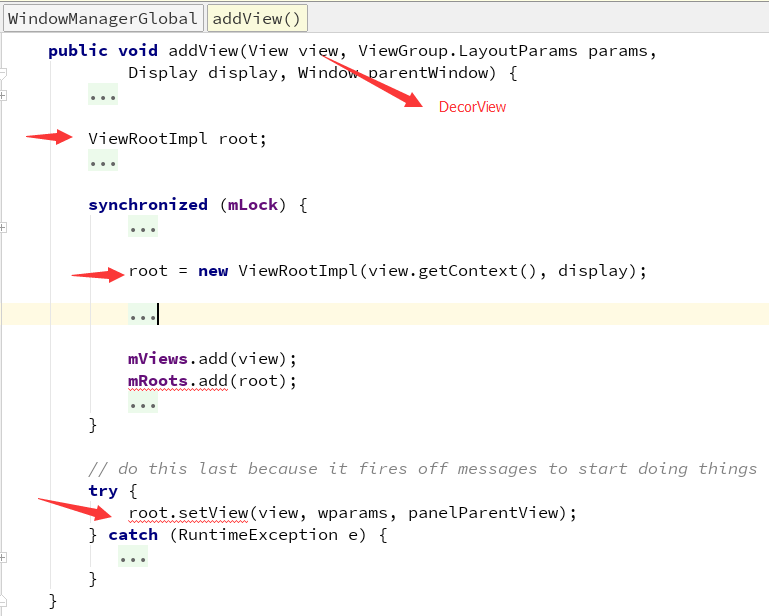 WindowManagerGlobal addView()
public void addView(View view, ViewGroup.LayoutParams params,
Display display, Window parentWindow) {
...
DecorView
ViewRootImpl root;
...
synchronized (mLock) {
...
root = new ViewRootImpl(view.getContext(), display);
...
mViews.add(view);
mRoots.add(root);
...
}
// do this last because it fires off messages to start doing things
try {
root.setView(view, wparams, panelParentView);
} catch (RuntimeException e) {
...
}
}